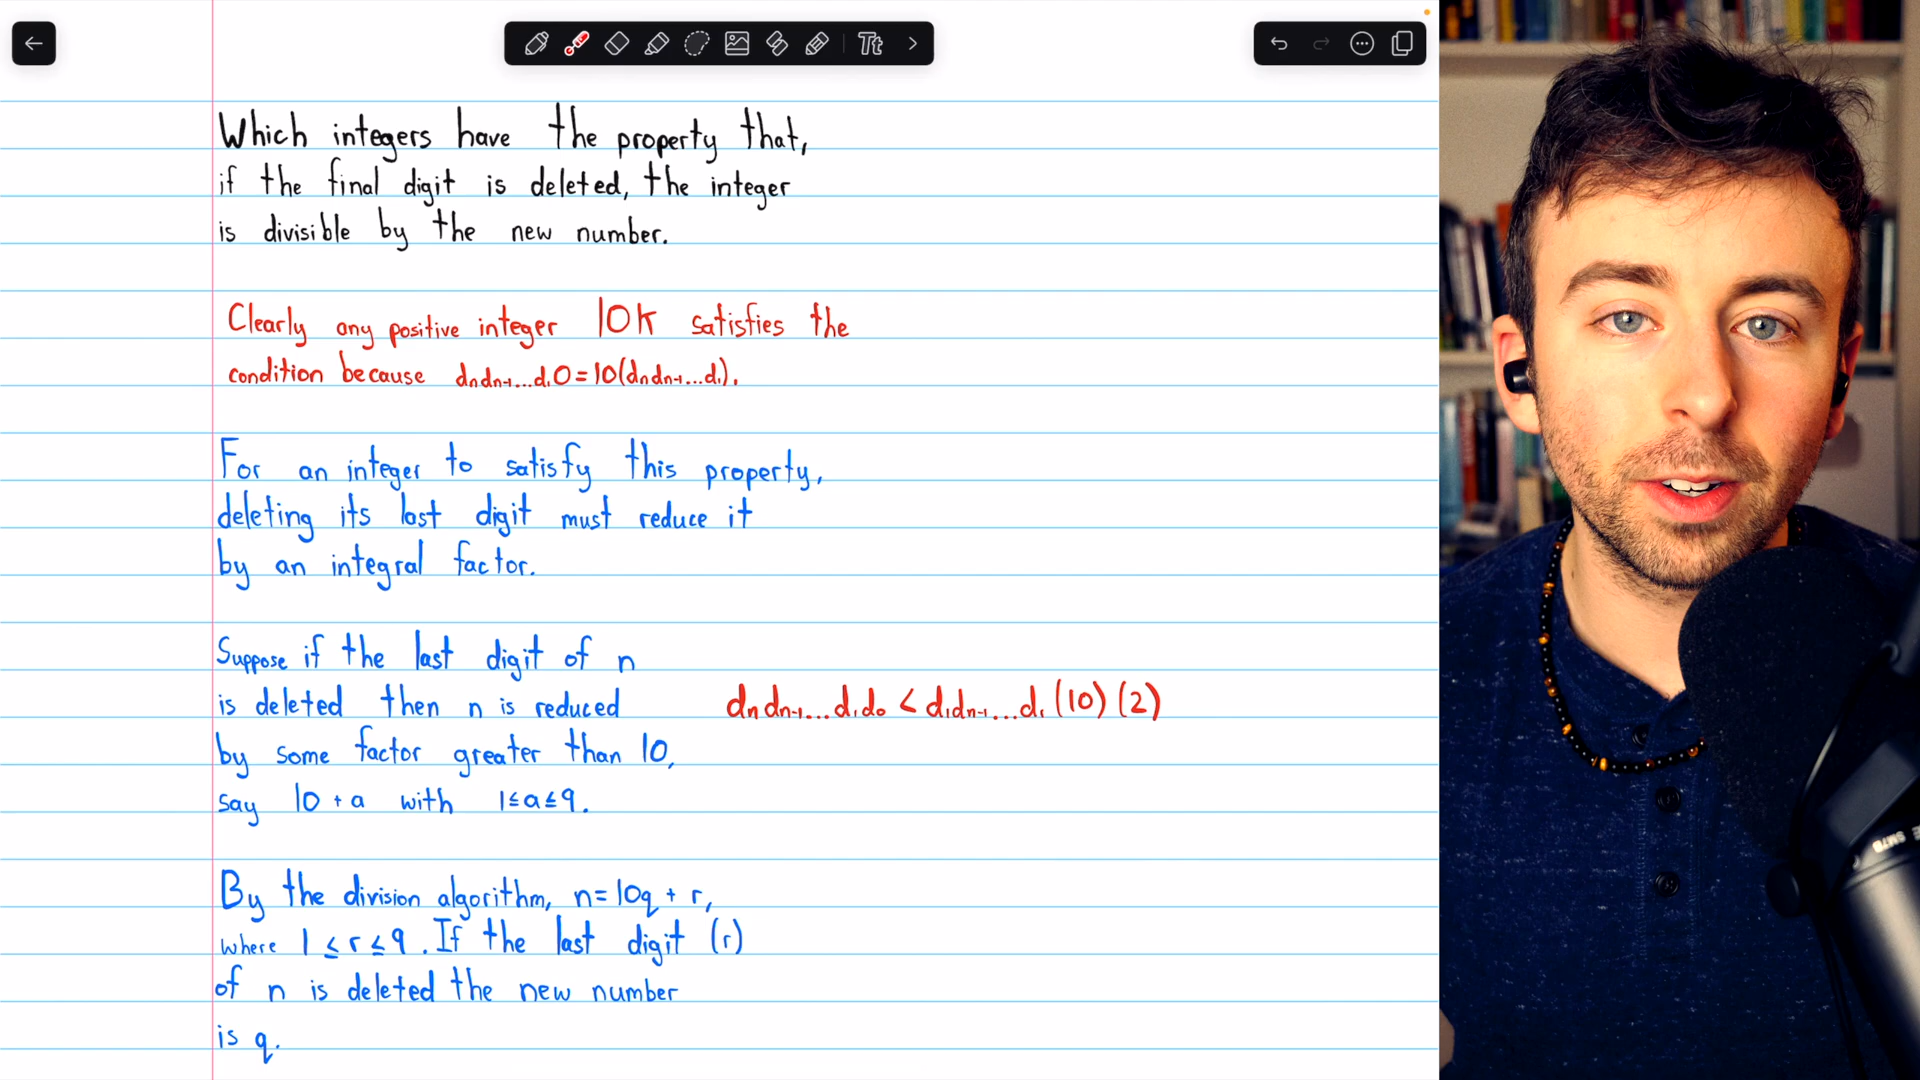 Tt
Which integers have the property that,
if the final digit is deleted, the integer
is divisible by the new number.
Clearly any positive integer 10k satisfies the
condition because dₙdₙ₋₁...d₁0=10(dₙdₙ₋₁...d₁).
For an integer to satisfy this property,
deleting its last digit must reduce it
by an integral factor.
Suppose if the last digit of n
is deleted then n is reduced
by some factor greater than 10,
say 10 + a with 1≤a≤9.
dₙdₙ₋₁...d₁d₀ < d₁dₙ₋₁...d₁(10)(2)
By the division algorithm, n=10q + r,
where 1 ≤ r ≤ 9. If the last digit (r)
of n is deleted the new number
is q.
SM7B